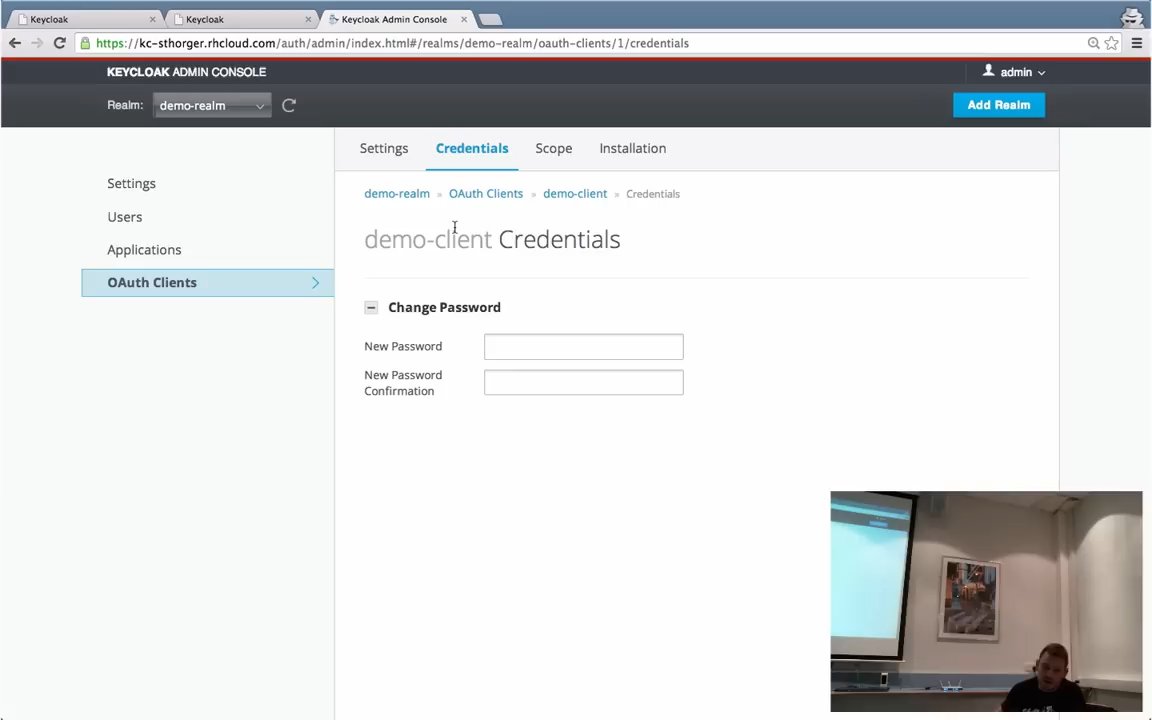 Keycloak
Keycloak
Keycloak Admin Console
https://kc-sthorger.rhcloud.com/auth/admin/index.html#/realms/demo-realm/oauth-clients/1/credentials
KEYCLOAK ADMIN CONSOLE
admin
Realm:
demo-realm
Add Realm
Settings
Credentials
Scope
Installation
Settings
Users
Applications
OAuth Clients
demo-realm » OAuth Clients » demo-client » Credentials
demo-client Credentials
Change Password
New Password
New Password
Confirmation